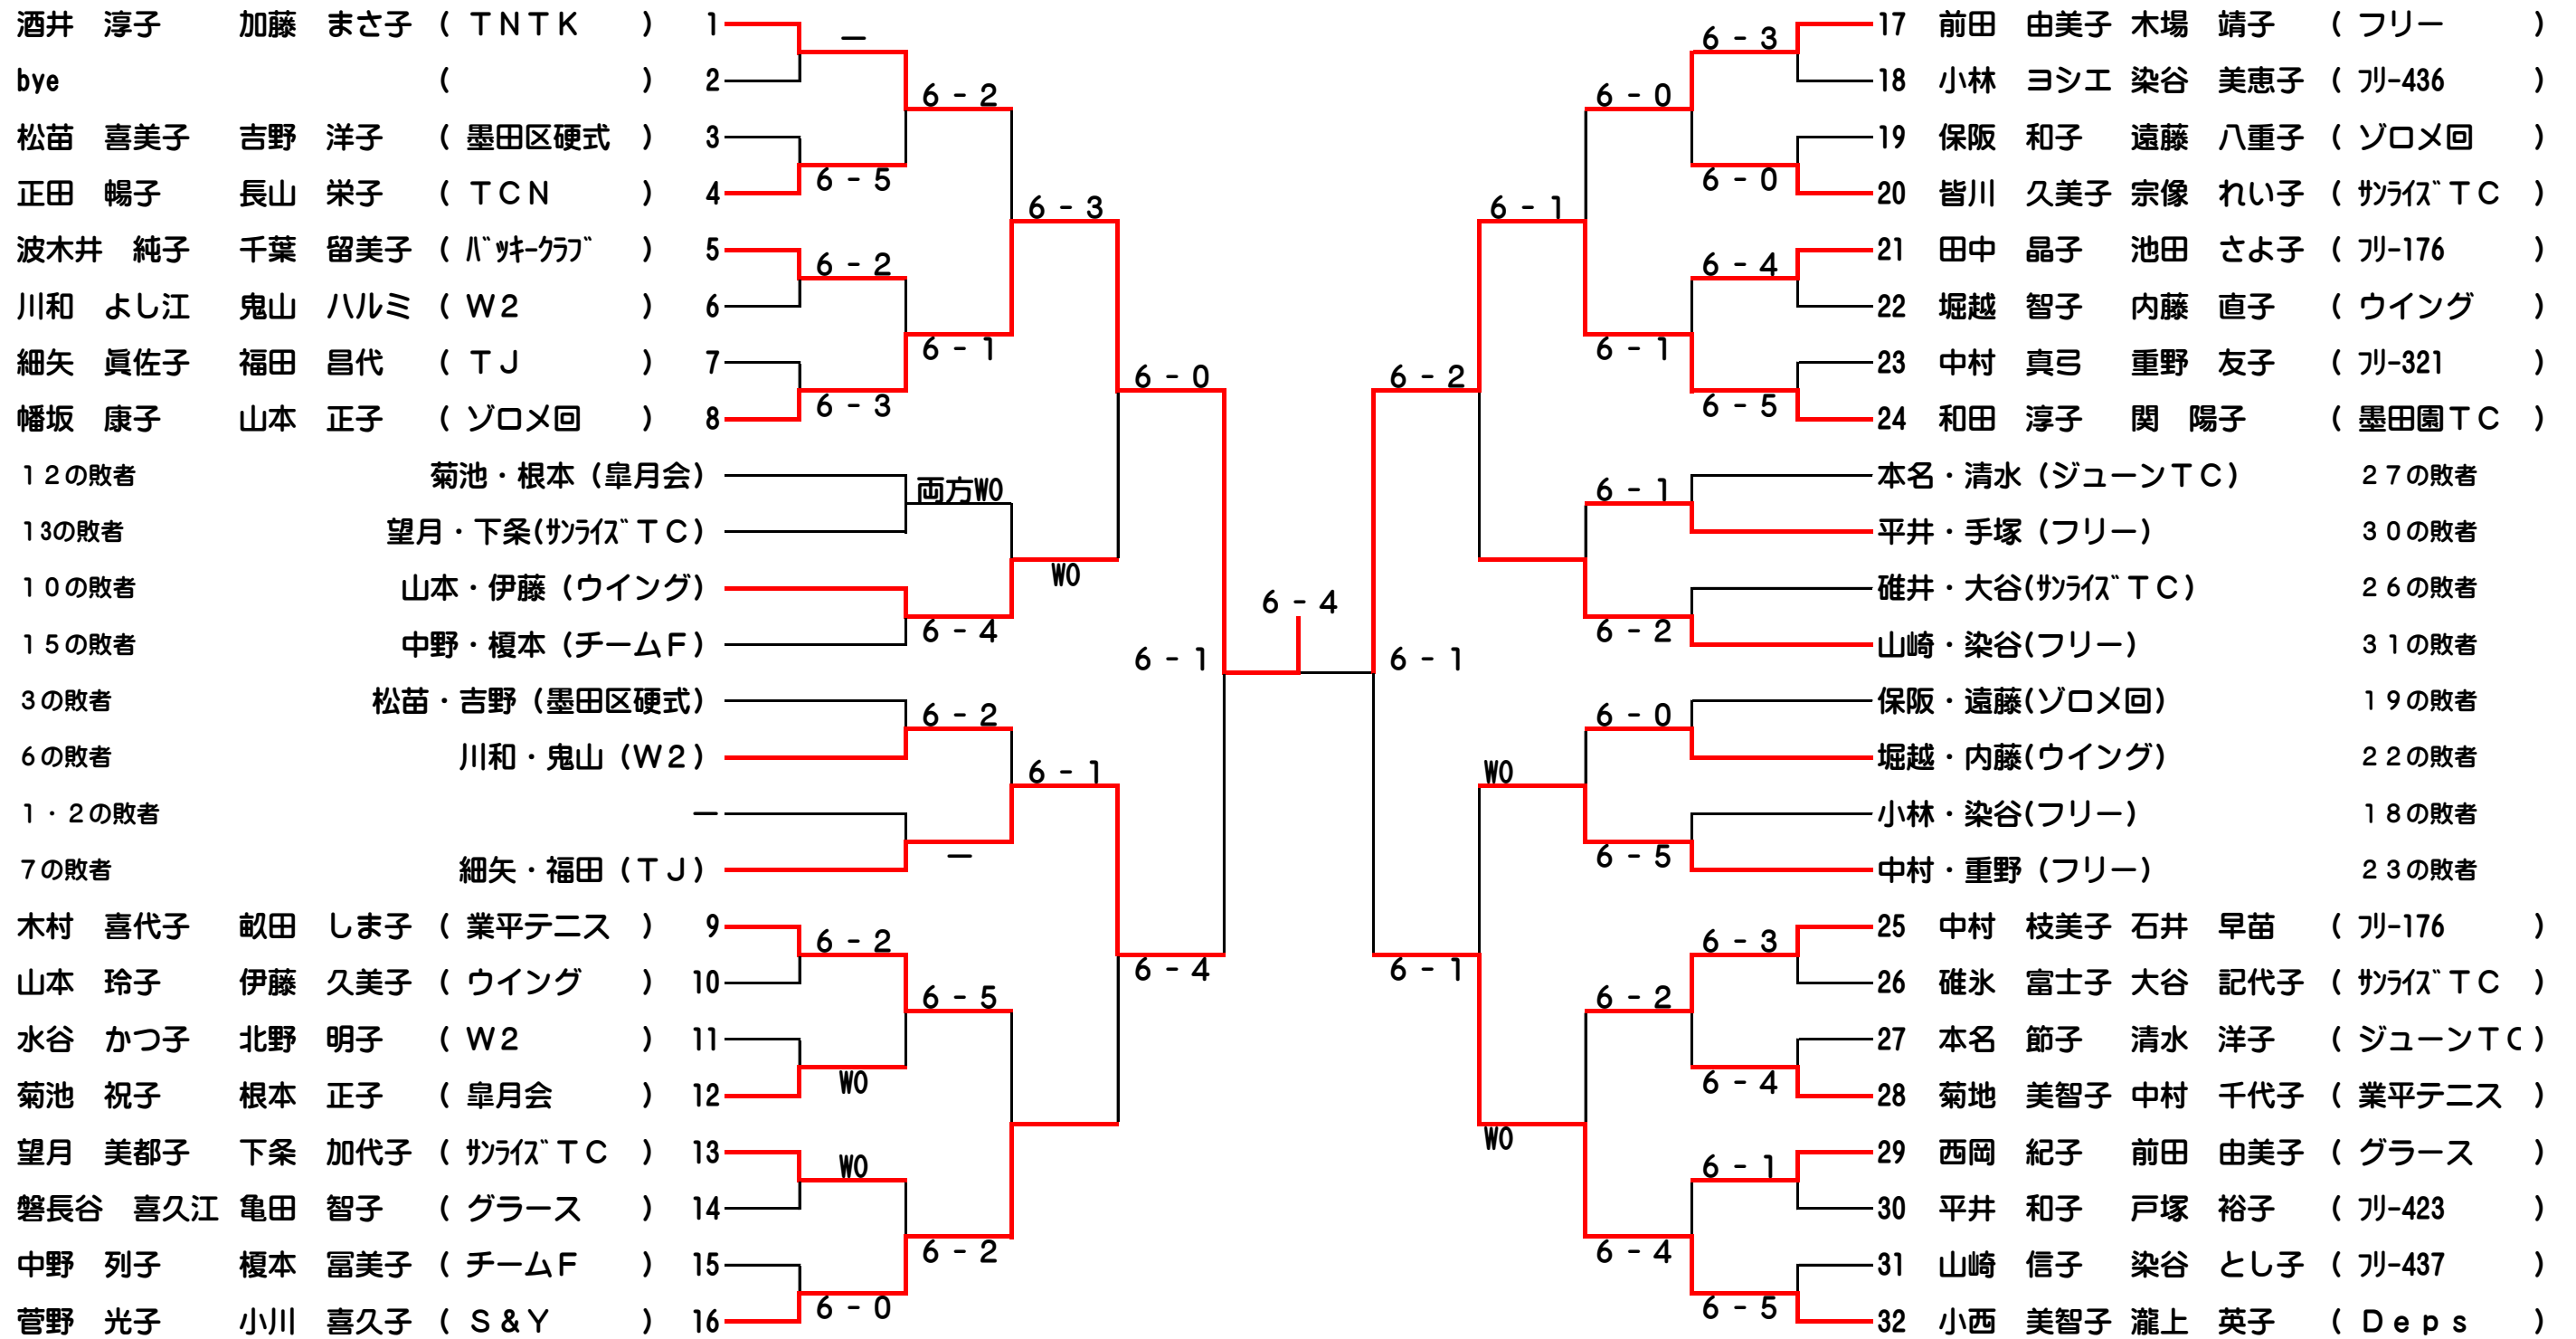 酒井 淳子 加藤 まさ子 ( TNTK ) 1
bye ( ) 2
松苗 喜美子 吉野 洋子 ( 墨田区硬式 ) 3
正田 暢子 長山 栄子 ( TCN ) 4
波木井 純子 千葉 留美子 ( ﾊﾞｯｷｰｸﾗﾌﾞ ) 5
川和 よし江 鬼山 ハルミ ( W2 ) 6
細矢 眞佐子 福田 昌代 ( TJ ) 7
幡坂 康子 山本 正子 ( ゾロメ回 ) 8
12の敗者 菊池・根本 (皐月会)
13の敗者 望月・下条(ｻﾝﾗｲｽﾞTC)
10の敗者 山本・伊藤 (ウイング)
15の敗者 中野・榎本 (チームF)
3の敗者 松苗・吉野 (墨田区硬式)
6の敗者 川和・鬼山 (W2)
1・2の敗者 ー
7の敗者 細矢・福田 (TJ)
木村 喜代子 畝田 しま子 ( 業平テニス ) 9
山本 玲子 伊藤 久美子 ( ウイング ) 10
水谷 かつ子 北野 明子 ( W2 ) 11
菊池 祝子 根本 正子 ( 皐月会 ) 12
望月 美都子 下条 加代子 ( ｻﾝﾗｲｽﾞTC ) 13
磐長谷 喜久江 亀田 智子 ( グラース ) 14
中野 列子 榎本 冨美子 ( チームF ) 15
菅野 光子 小川 喜久子 ( S&Y ) 16
ー
6-5
6-2
6-3
6-2
WO
WO
6-0
6-2
6-1
両方WO
6-4
6-2
ー
6-5
6-2
6-3
WO
6-1
6-0
6-4
6-1
6-4
6-1
6-2
6-1
6-1
WO
WO
6-0
6-1
6-1
6-2
6-0
6-5
6-2
6-4
6-3
6-0
6-4
6-5
6-3
6-4
6-1
6-5
17 前田 由美子 木場 靖子 ( フリー )
18 小林 ヨシエ 染谷 美恵子 ( ﾌﾘｰ-436 )
19 保阪 和子 遠藤 八重子 ( ゾロメ回 )
20 皆川 久美子 宗像 れい子 ( ｻﾝﾗｲｽﾞTC )
21 田中 晶子 池田 さよ子 ( ﾌﾘｰ-176 )
22 堀越 智子 内藤 直子 ( ウイング )
23 中村 真弓 重野 友子 ( ﾌﾘｰ-321 )
24 和田 淳子 関 陽子 ( 墨田園TC )
本名・清水 (ジューンTC) 27の敗者
平井・手塚 (フリー) 30の敗者
碓井・大谷(ｻﾝﾗｲｽﾞTC) 26の敗者
山崎・染谷(フリー) 31の敗者
保阪・遠藤(ゾロメ回) 19の敗者
堀越・内藤(ウイング) 22の敗者
小林・染谷(フリー) 18の敗者
中村・重野 (フリー) 23の敗者
25 中村 枝美子 石井 早苗 ( ﾌﾘｰ-176 )
26 碓氷 富士子 大谷 記代子 ( ｻﾝﾗｲｽﾞTC )
27 本名 節子 清水 洋子 ( ジューンTC )
28 菊地 美智子 中村 千代子 ( 業平テニス )
29 西岡 紀子 前田 由美子 ( グラース )
30 平井 和子 戸塚 裕子 ( ﾌﾘｰ-423 )
31 山崎 信子 染谷 とし子 ( ﾌﾘｰ-437 )
32 小西 美智子 瀧上 英子 ( Deps )